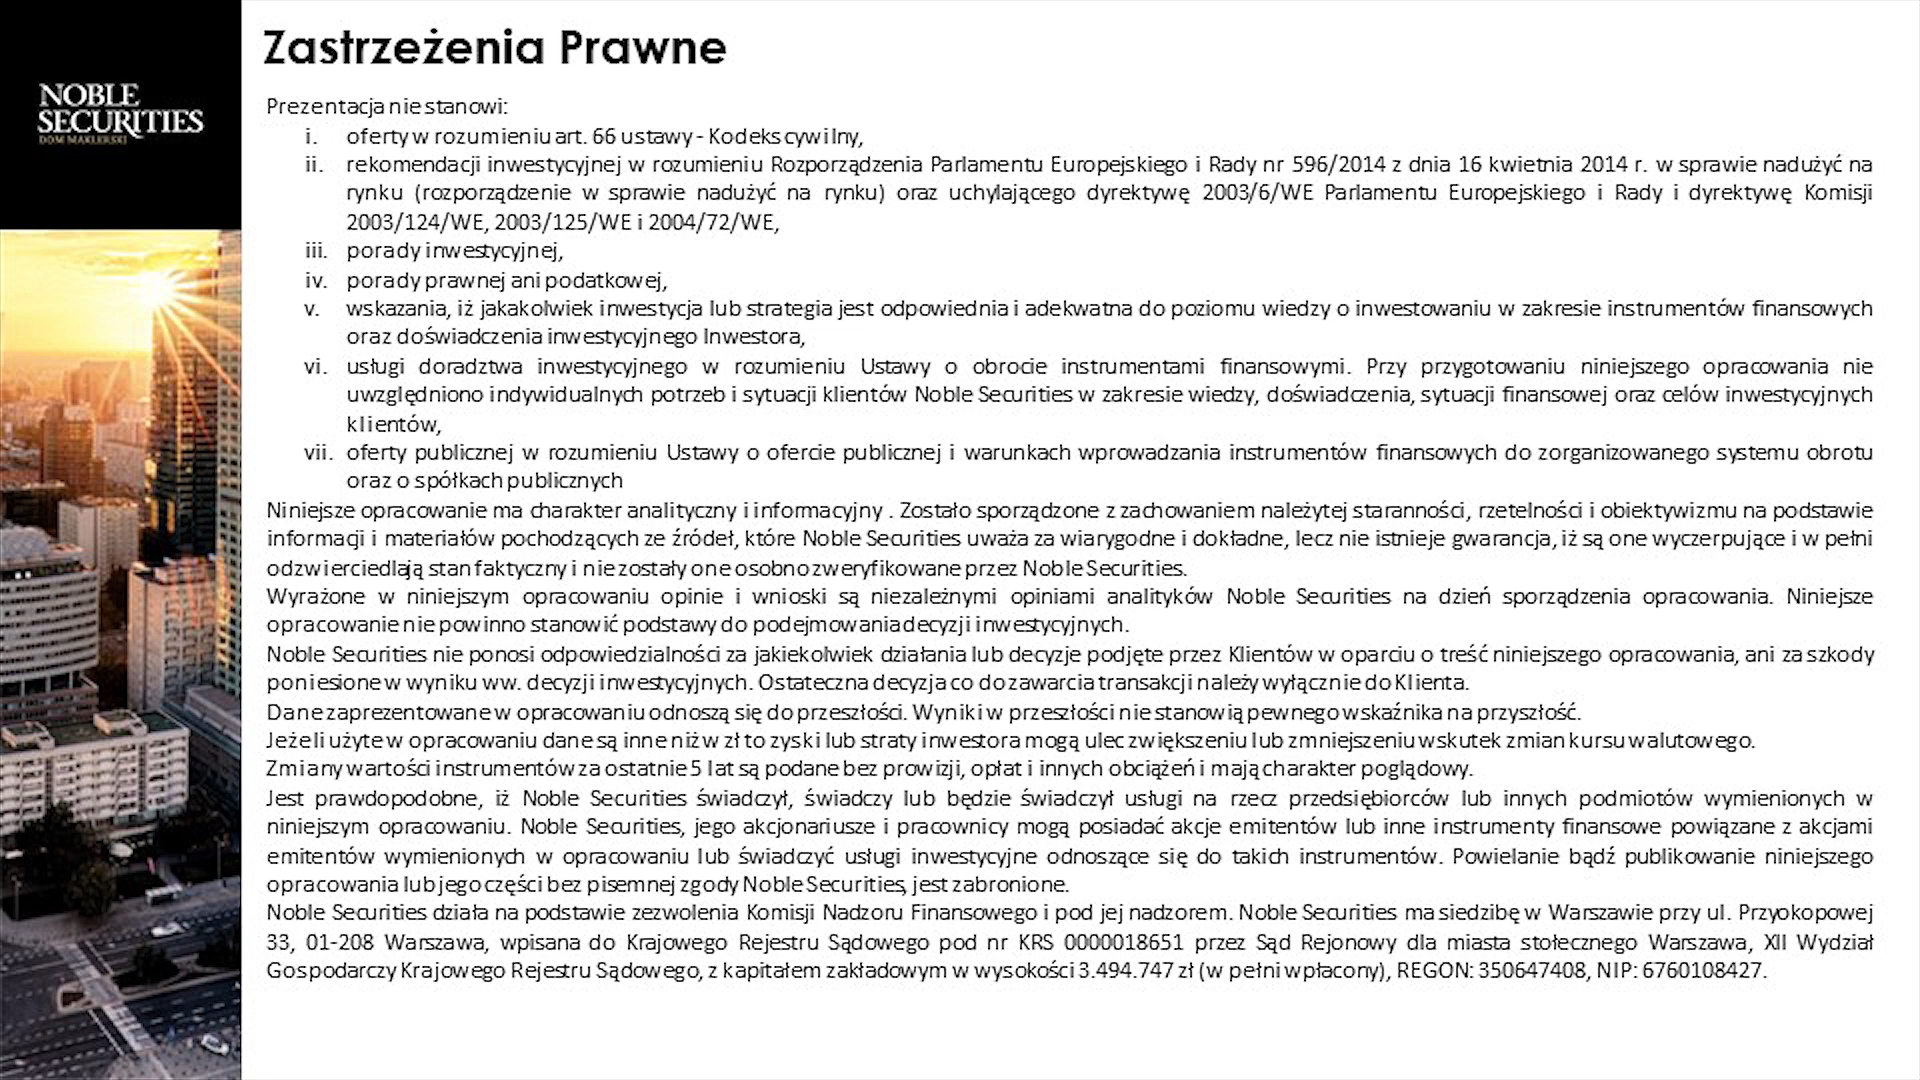 Zastrzeżenia Prawne
NOBLE
SECURITIES
DOM MAKLERSKI
Prezentacja nie stanowi:
i. oferty w rozumieniu art. 66 ustawy - Kodeks cywilny,
ii. rekomendacji inwestycyjnej w rozumieniu Rozporządzenia Parlamentu Europejskiego i Rady nr 596/2014 z dnia 16 kwietnia 2014 r. w sprawie nadużyć na
rynku (rozporządzenie w sprawie nadużyć na rynku) oraz uchylającego dyrektywę 2003/6/WE Parlamentu Europejskiego i Rady i dyrektywę Komisji
2003/124/WE, 2003/125/WE i 2004/72/WE,
iii. porady inwestycyjnej,
iv. porady prawnej ani podatkowej,
v. wskazania, iż jakakolwiek inwestycja lub strategia jest odpowiednia i adekwatna do poziomu wiedzy o inwestowaniu w zakresie instrumentów finansowych
oraz doświadczenia inwestycyjnego Inwestora,
vi. usługi doradztwa inwestycyjnego w rozumieniu Ustawy o obrocie instrumentami finansowymi. Przy przygotowaniu niniejszego opracowania nie
uwzględniono indywidualnych potrzeb i sytuacji klientów Noble Securities w zakresie wiedzy, doświadczenia, sytuacji finansowej oraz celów inwestycyjnych
klientów,
vii. oferty publicznej w rozumieniu Ustawy o ofercie publicznej i warunkach wprowadzania instrumentów finansowych do zorganizowanego systemu obrotu
oraz o spółkach publicznych
Niniejsze opracowanie ma charakter analityczny i informacyjny . Zostało sporządzone z zachowaniem należytej staranności, rzetelności i obiektywizmu na podstawie
informacji i materiałów pochodzących ze źródeł, które Noble Securities uważa za wiarygodne i dokładne, lecz nie istnieje gwarancja, iż są one wyczerpujące i w pełni
odzwierciedlają stan faktyczny i nie zostały one osobno zweryfikowane przez Noble Securities.
Wyrażone w niniejszym opracowaniu opinie i wnioski są niezależnymi opiniami analityków Noble Securities na dzień sporządzenia opracowania. Niniejsze
opracowanie nie powinno stanowić podstawy do podejmowania decyzji inwestycyjnych.
Noble Securities nie ponosi odpowiedzialności za jakiekolwiek działania lub decyzje podjęte przez Klientów w oparciu o treść niniejszego opracowania, ani za szkody
poniesione w wyniku ww. decyzji inwestycyjnych. Ostateczna decyzja co do zawarcia transakcji należy wyłącznie do Klienta.
Dane zaprezentowane w opracowaniu odnoszą się do przeszłości. Wyniki w przeszłości nie stanowią pewnego wskaźnika na przyszłość.
Jeżeli użyte w opracowaniu dane są inne niż w zł to zyski lub straty inwestora mogą ulec zwiększeniu lub zmniejszeniu wskutek zmian kursu walutowego.
Zmiany wartości instrumentów za ostatnie 5 lat są podane bez prowizji, opłat i innych obciążeń i mają charakter poglądowy.
Jest prawdopodobne, iż Noble Securities świadczył, świadczy lub będzie świadczył usługi na rzecz przedsiębiorców lub innych podmiotów wymienionych w
niniejszym opracowaniu. Noble Securities, jego akcjonariusze i pracownicy mogą posiadać akcje emitentów lub inne instrumenty finansowe powiązane z akcjami
emitentów wymienionych w opracowaniu lub świadczyć usługi inwestycyjne odnoszące się do takich instrumentów. Powielanie bądź publikowanie niniejszego
opracowania lub jego części bez pisemnej zgody Noble Securities, jest zabronione.
Noble Securities działa na podstawie zezwolenia Komisji Nadzoru Finansowego i pod jej nadzorem. Noble Securities ma siedzibę w Warszawie przy ul. Przyokopowej
33, 01-208 Warszawa, wpisana do Krajowego Rejestru Sądowego pod nr KRS 0000018651 przez Sąd Rejonowy dla miasta stołecznego Warszawa, XII Wydział
Gospodarczy Krajowego Rejestru Sądowego, z kapitałem zakładowym w wysokości 3.494.747 zł (w pełni wpłacony), REGON: 350647408, NIP: 6760108427.